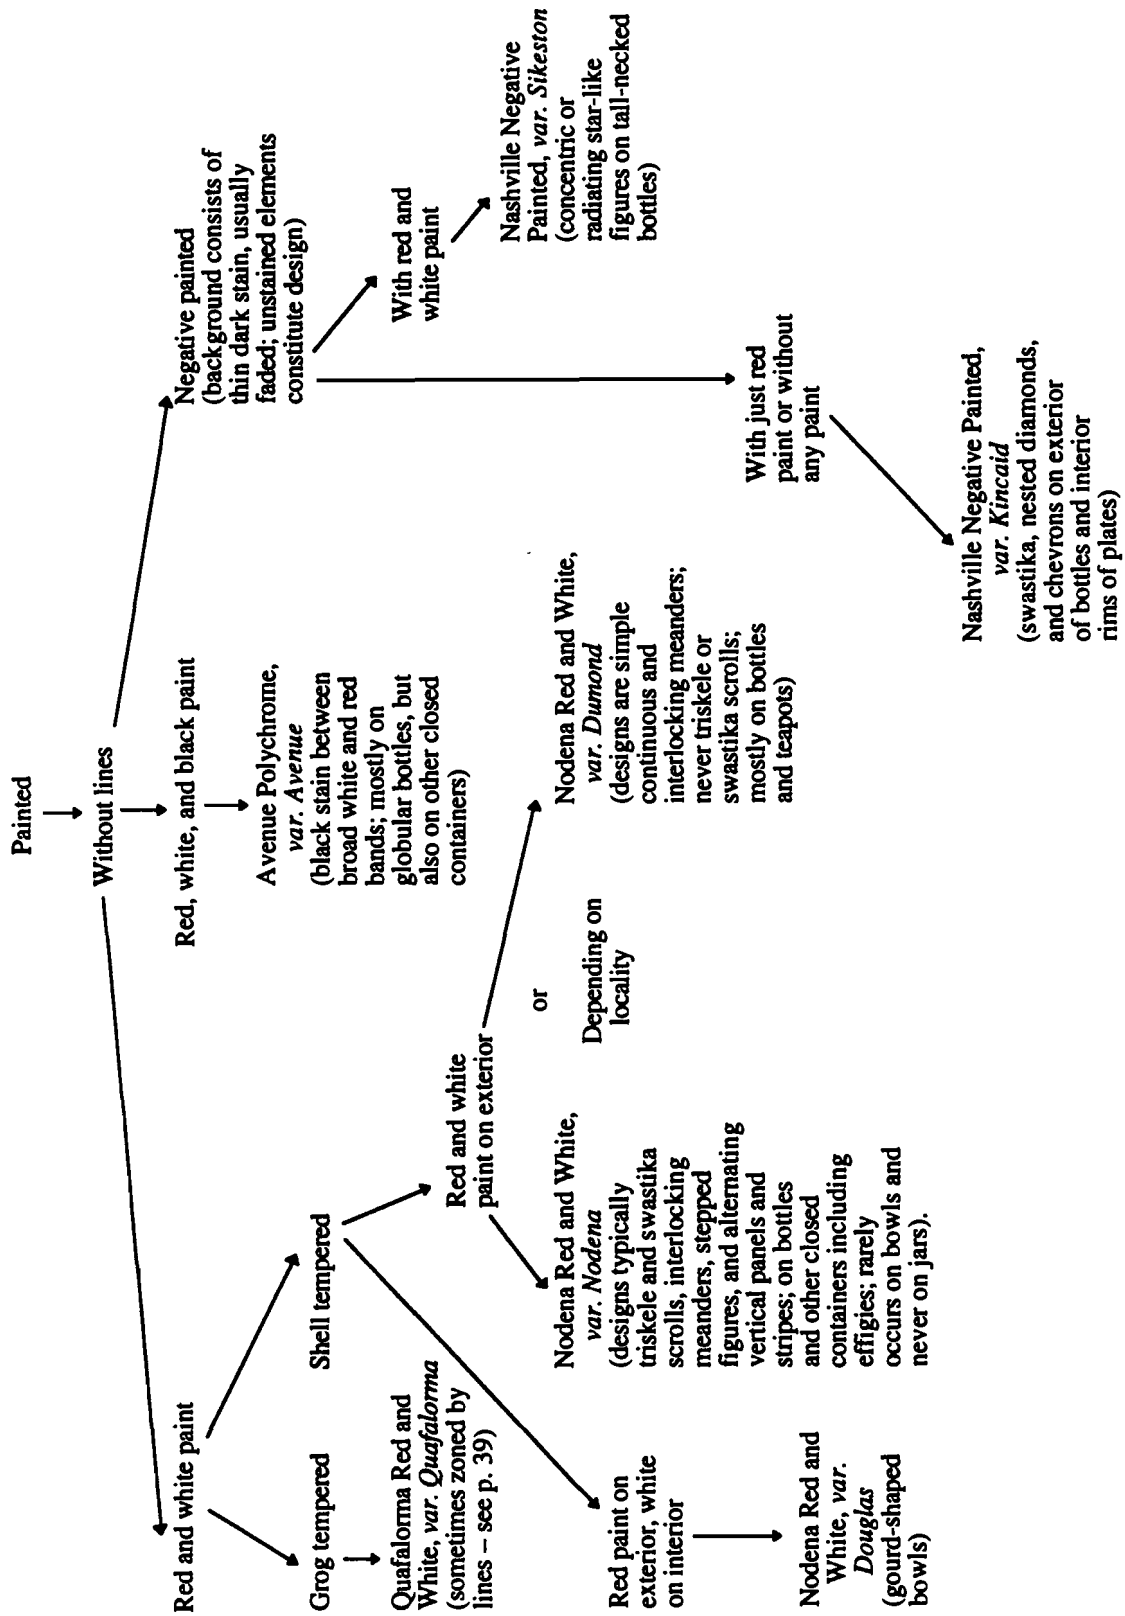 Painted
Without lines
Red and white paint
Red, white, and black paint
Negative painted
(background consists of
thin dark stain, usually
faded; unstained elements
constitute design)
Grog tempered
Shell tempered
Avenue Polychrome,
var. Avenue
(black stain between
broad white and red
bands; mostly on
globular bottles, but
also on other closed
containers)
With red and
white paint
Quafalorma Red and
White, var. Quafalorma
(sometimes zoned by
lines – see p. 39)
Red and white
paint on exterior
Nashville Negative
Painted, var. Sikeston
(concentric or
radiating star-like
figures on tall-necked
bottles)
or
Depending on
locality
Nodena Red and White,
var. Nodena
(designs typically
triskele and swastika
scrolls, interlocking
meanders, stepped
figures, and alternating
vertical panels and
stripes; on bottles
and other closed
containers including
effigies; rarely
occurs on bowls and
never on jars).
Nodena Red and White,
var. Dumond
(designs are simple
continuous and
interlocking meanders;
never triskele or
swastika scrolls;
mostly on bottles
and teapots)
Red paint on
exterior, white
on interior
With just red
paint or without
any paint
Nodena Red and
White, var.
Douglas
(gourd-shaped
bowls)
Nashville Negative Painted,
var. Kincaid
(swastika, nested diamonds,
and chevrons on exterior
of bottles and interior
rims of plates)